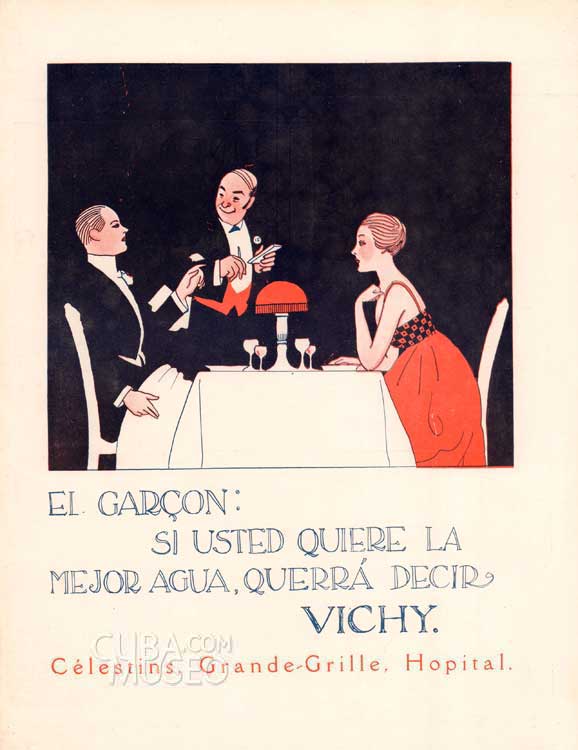 EL GARÇON:
SI USTED QUIERE LA
MEJOR AGUA, QUERRÁ DECIR
VICHY.
CUBA.COM
MUSEO
Célestins, Grande-Grille, Hopital.